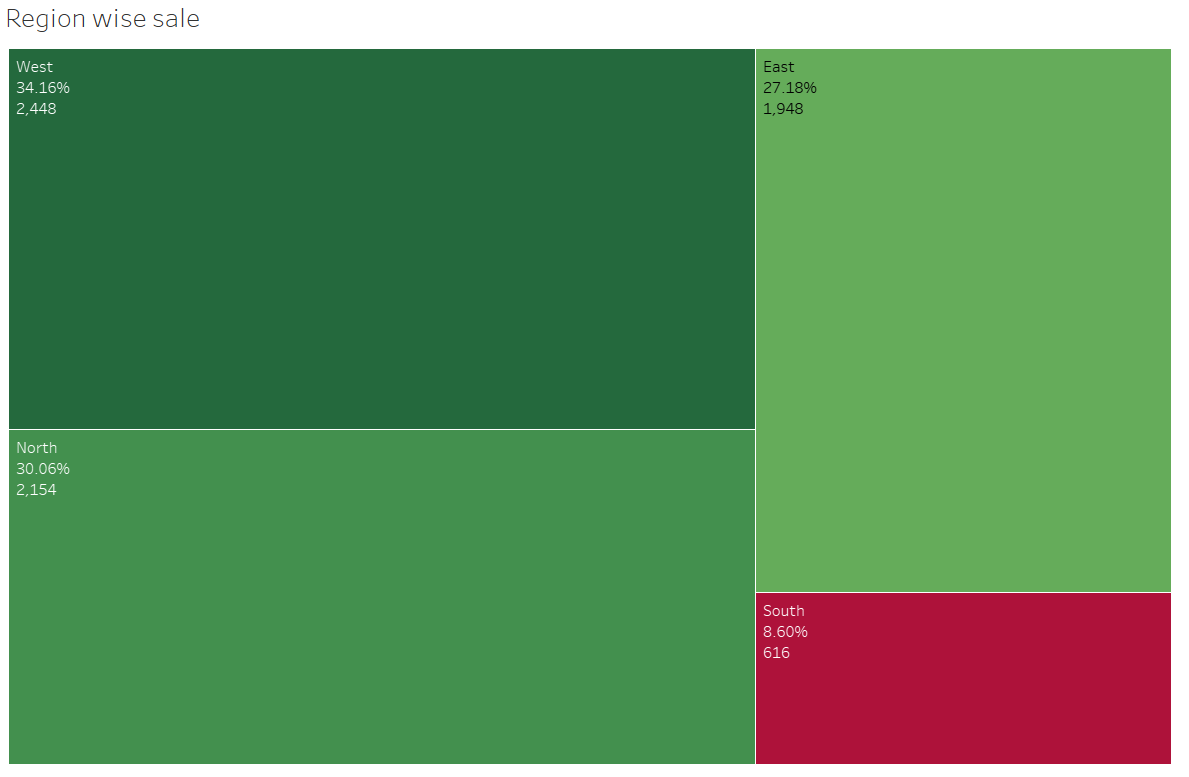 Region wise sale
West
34.16%
2,448
East
27.18%
1,948
North
30.06%
2,154
South
8.60%
616